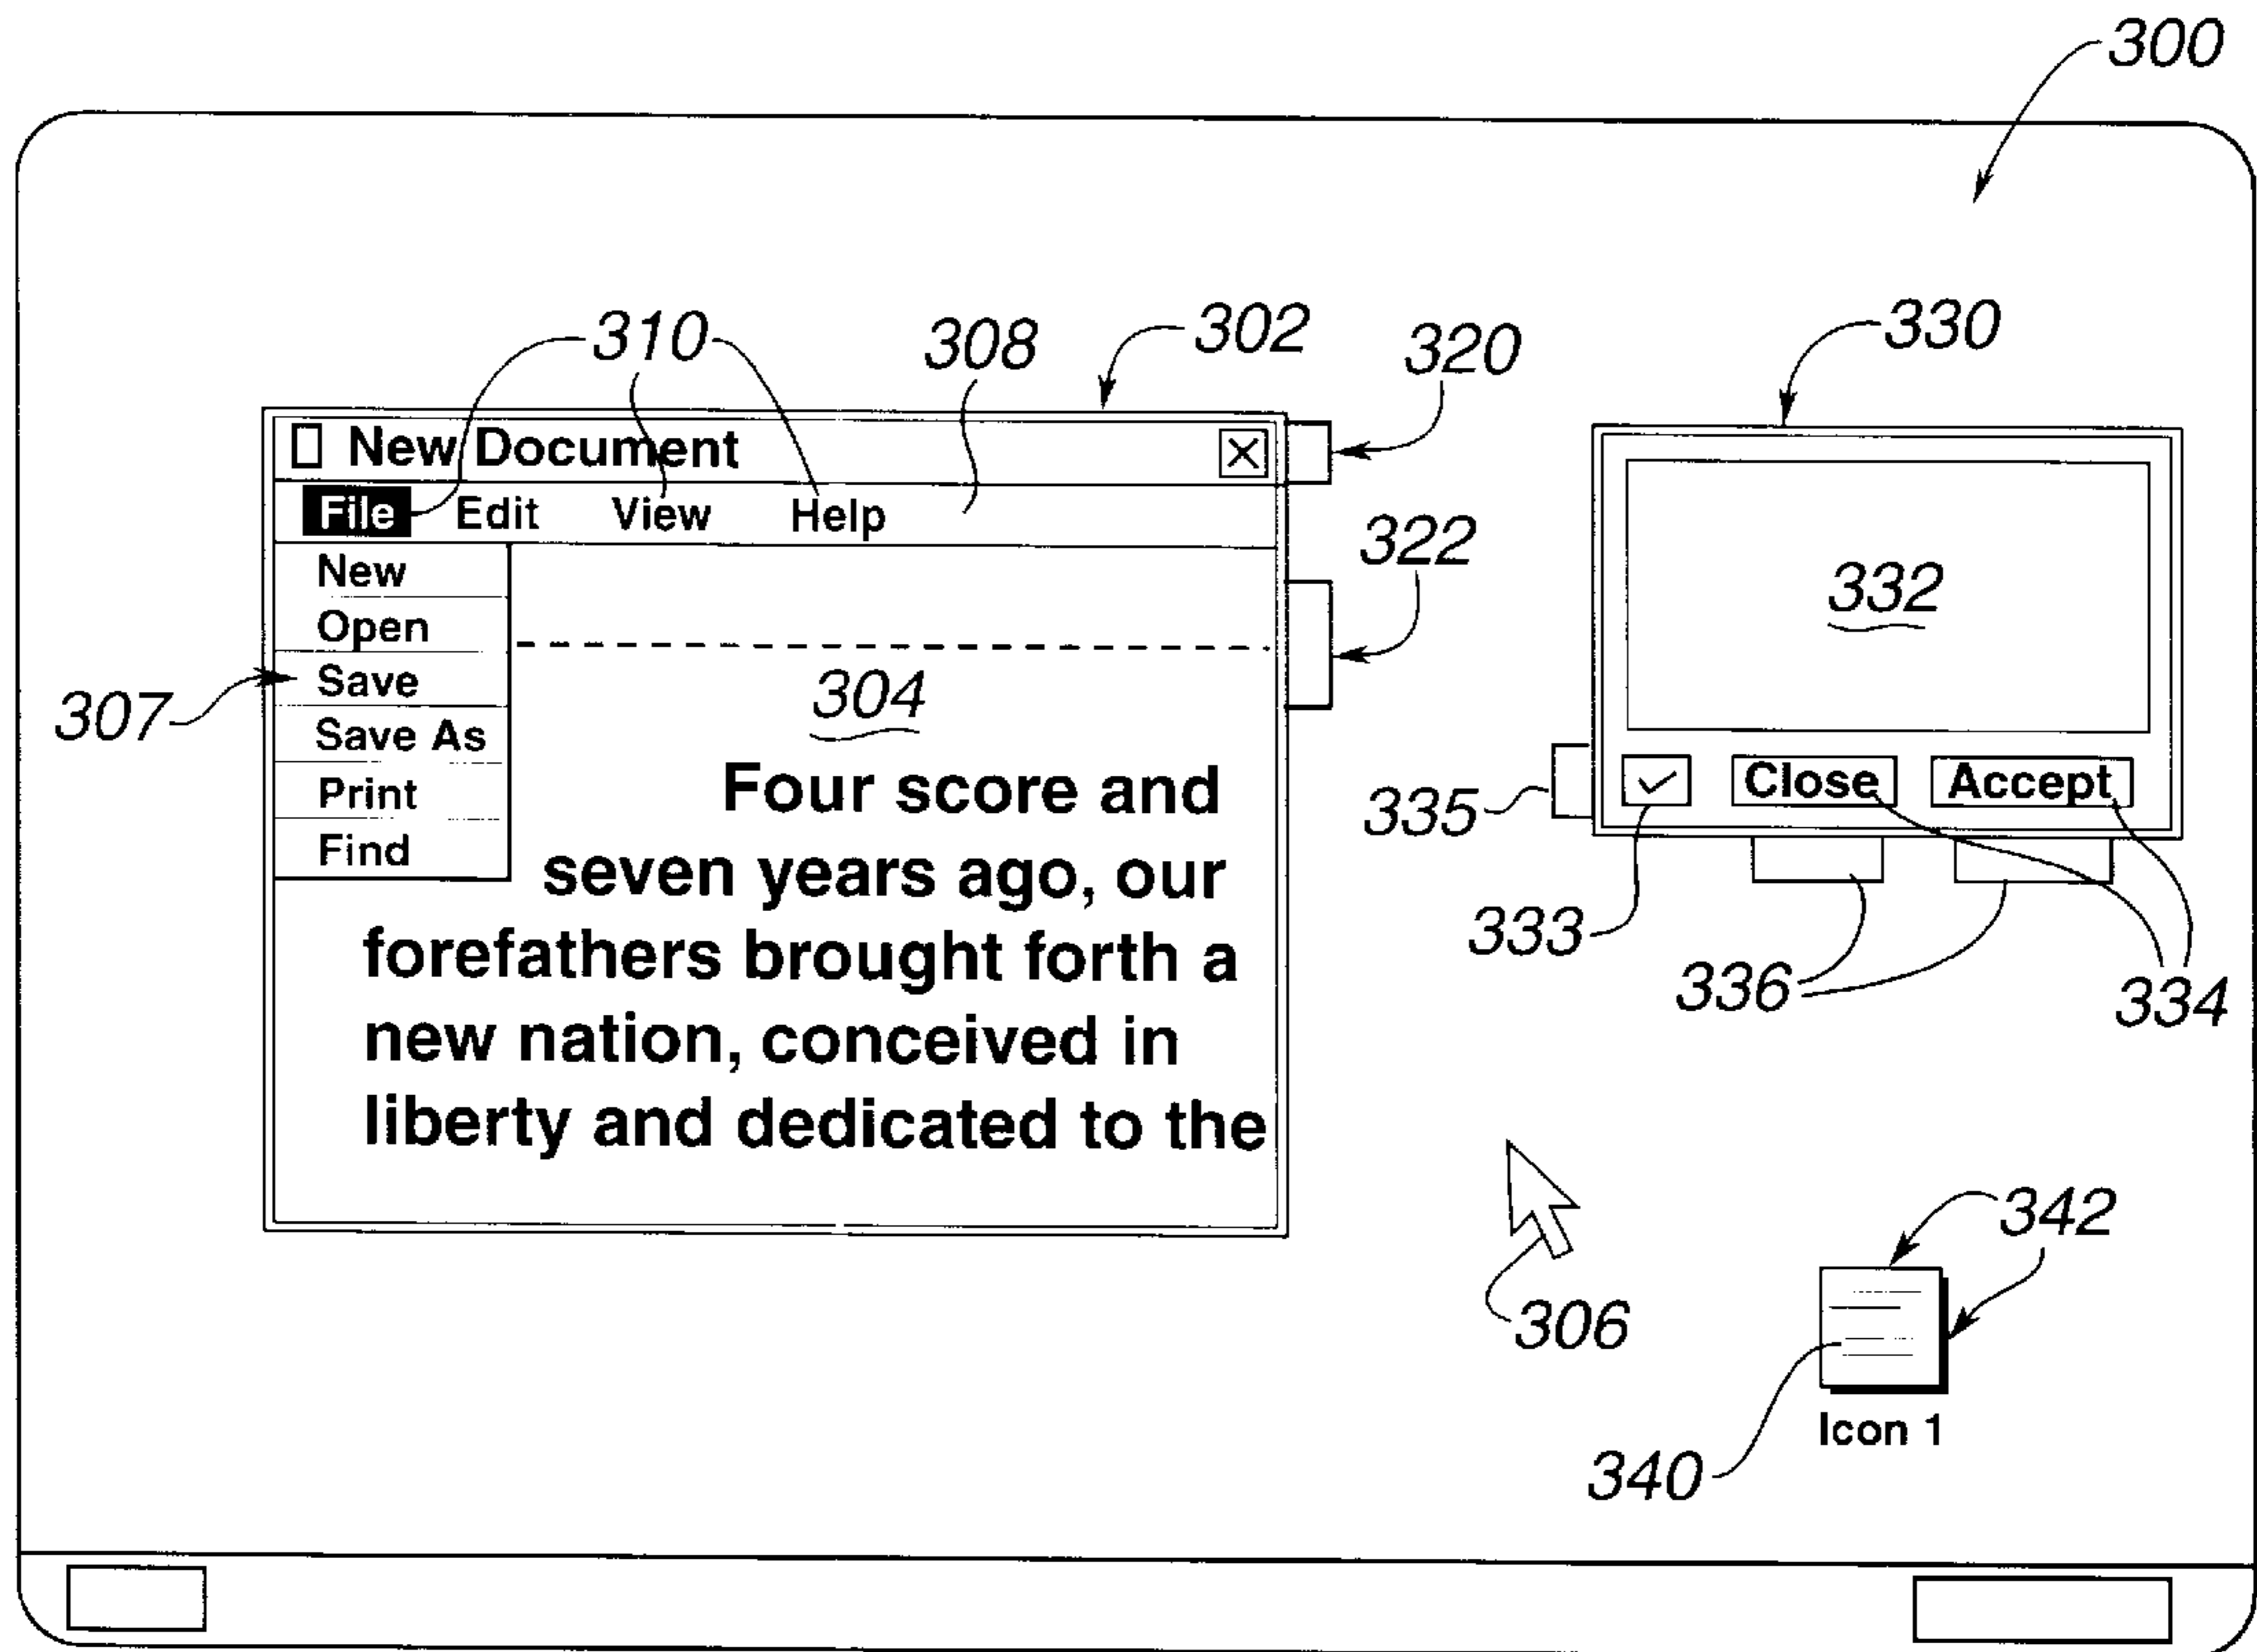 300
310
308
302
320
330
New Document
File Edit View Help
322
New
Open
Save
Save As
Print
Find
307
304
332
Four score and
seven years ago, our
forefathers brought forth a
new nation, conceived in
liberty and dedicated to the
Close Accept
335
333
336
334
306
342
Icon 1
340